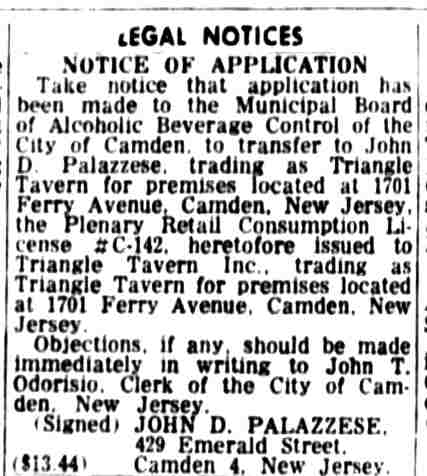 LEGAL NOTICES
NOTICE OF APPLICATION
Take notice that application has
been made to the Municipal Board
of Alcoholic Beverage Control of the
City of Camden, to transfer to John
D. Palazzese, trading as Triangle
Tavern for premises located at 1701
Ferry Avenue, Camden, New Jersey,
the Plenary Retail Consumption Li-
cense #C-142, heretofore issued to
Triangle Tavern Inc., trading as
Triangle Tavern for premises located
at 1701 Ferry Avenue, Camden, New
Jersey.
Objections, if any, should be made
immediately in writing to John T.
Odorisio, Clerk of the City of Cam-
den, New Jersey.
(Signed) JOHN D. PALAZZESE,
429 Emerald Street,
($13.44) Camden 4, New Jersey.